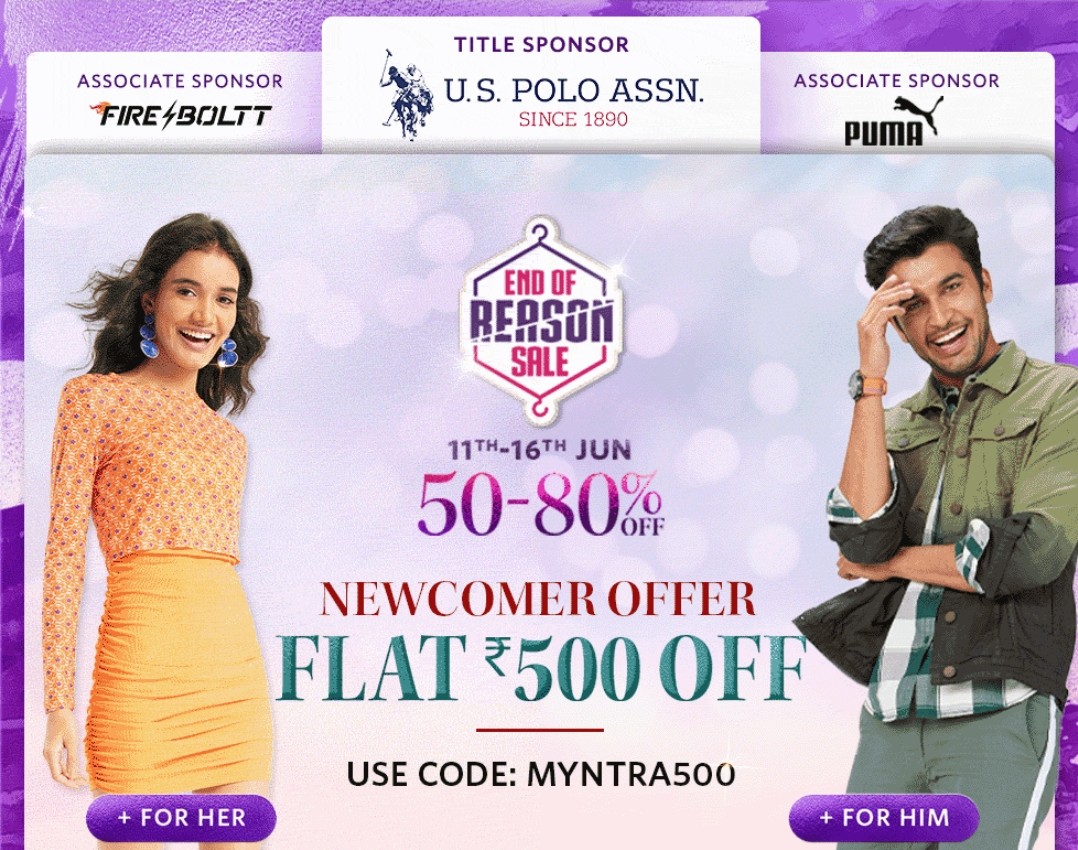 TITLE SPONSOR
U.S. POLO ASSN.
SINCE 1890
ASSOCIATE SPONSOR
FIRE BOLTT
ASSOCIATE SPONSOR
PUMA
END OF
REASON
SALE
11TH-16TH JUN
50-80% OFF
NEWCOMER OFFER
FLAT ₹500 OFF
USE CODE: MYNTRA500
+ FOR HER
+ FOR HIM